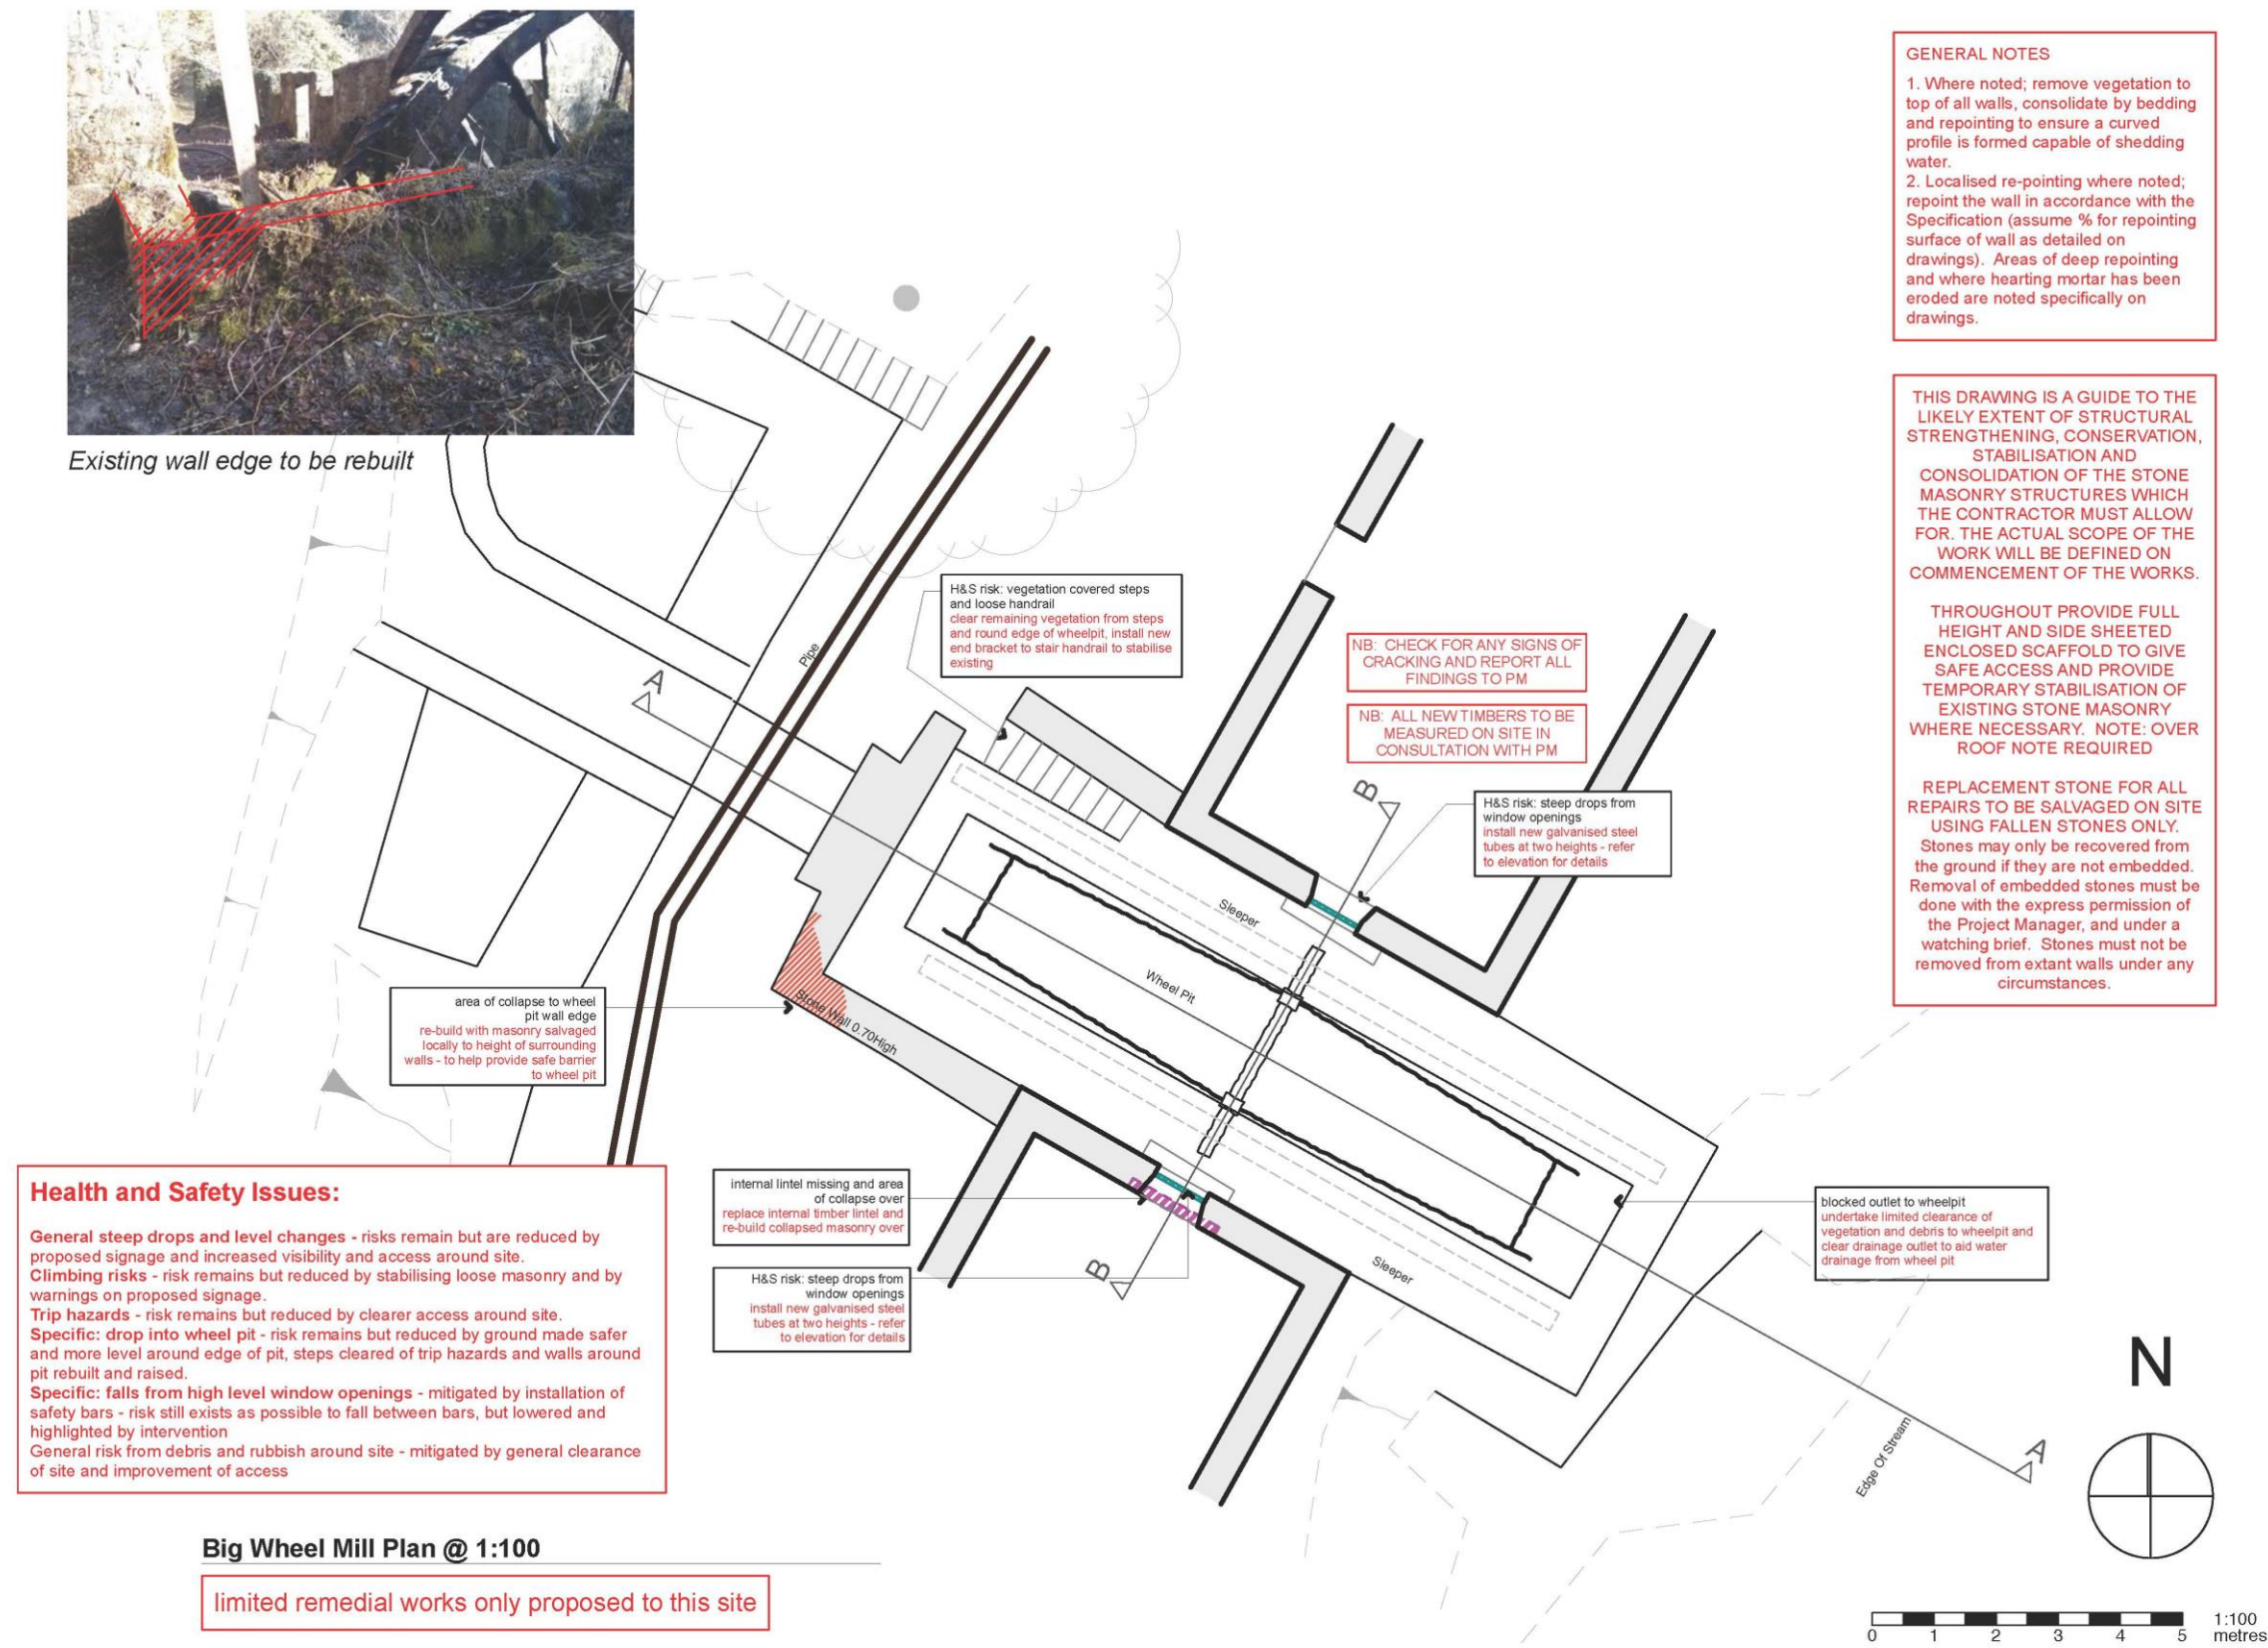 Existing wall edge to be rebuilt
GENERAL NOTES
1. Where noted; remove vegetation to
top of all walls, consolidate by bedding
and repointing to ensure a curved
profile is formed capable of shedding
water.
2. Localised re-pointing where noted;
repoint the wall in accordance with the
Specification (assume % for repointing
surface of wall as detailed on
drawings). Areas of deep repointing
and where hearting mortar has been
eroded are noted specifically on
drawings.
THIS DRAWING IS A GUIDE TO THE
LIKELY EXTENT OF STRUCTURAL
STRENGTHENING, CONSERVATION,
STABILISATION AND
CONSOLIDATION OF THE STONE
MASONRY STRUCTURES WHICH
THE CONTRACTOR MUST ALLOW
FOR. THE ACTUAL SCOPE OF THE
WORK WILL BE DEFINED ON
COMMENCEMENT OF THE WORKS.
THROUGHOUT PROVIDE FULL
HEIGHT AND SIDE SHEETED
ENCLOSED SCAFFOLD TO GIVE
SAFE ACCESS AND PROVIDE
TEMPORARY STABILISATION OF
EXISTING STONE MASONRY
WHERE NECESSARY. NOTE: OVER
ROOF NOTE REQUIRED
REPLACEMENT STONE FOR ALL
REPAIRS TO BE SALVAGED ON SITE
USING FALLEN STONES ONLY.
Stones may only be recovered from
the ground if they are not embedded.
Removal of embedded stones must be
done with the express permission of
the Project Manager, and under a
watching brief. Stones must not be
removed from extant walls under any
circumstances.
H&S risk: vegetation covered steps
and loose handrail
clear remaining vegetation from steps
and round edge of wheelpit, install new
end bracket to stair handrail to stabilise
existing
NB: CHECK FOR ANY SIGNS OF
CRACKING AND REPORT ALL
FINDINGS TO PM
NB: ALL NEW TIMBERS TO BE
MEASURED ON SITE IN
CONSULTATION WITH PM
Pipe
A
B
H&S risk: steep drops from
window openings
install new galvanised steel
tubes at two heights - refer
to elevation for details
Sleeper
Wheel Pit
area of collapse to wheel
pit wall edge
re-build with masonry salvaged
locally to height of surrounding
walls - to help provide safe barrier
to wheel pit
Stone Wall 0.70High
internal lintel missing and area
of collapse over
replace internal timber lintel and
re-build collapsed masonry over
H&S risk: steep drops from
window openings
install new galvanised steel
tubes at two heights - refer
to elevation for details
B
Sleeper
blocked outlet to wheelpit
undertake limited clearance of
vegetation and debris to wheelpit and
clear drainage outlet to aid water
drainage from wheel pit
Edge Of Stream
A
Health and Safety Issues:
General steep drops and level changes - risks remain but are reduced by
proposed signage and increased visibility and access around site.
Climbing risks - risk remains but reduced by stabilising loose masonry and by
warnings on proposed signage.
Trip hazards - risk remains but reduced by clearer access around site.
Specific: drop into wheel pit - risk remains but reduced by ground made safer
and more level around edge of pit, steps cleared of trip hazards and walls around
pit rebuilt and raised.
Specific: falls from high level window openings - mitigated by installation of
safety bars - risk still exists as possible to fall between bars, but lowered and
highlighted by intervention
General risk from debris and rubbish around site - mitigated by general clearance
of site and improvement of access
Big Wheel Mill Plan @ 1:100
limited remedial works only proposed to this site
N
0 1 2 3 4 5
1:100
metres